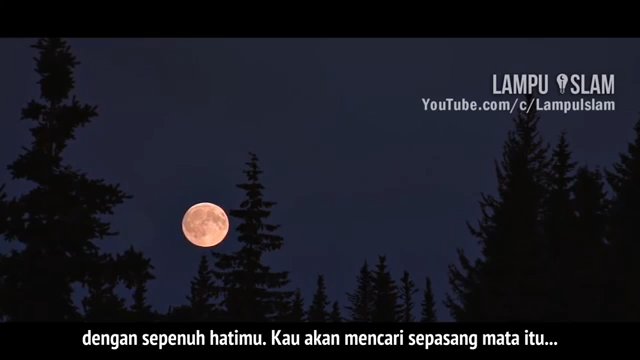 LAMPU ISLAM
YouTube.com/c/LampuIslam
dengan sepenuh hatimu. Kau akan mencari sepasang mata itu...